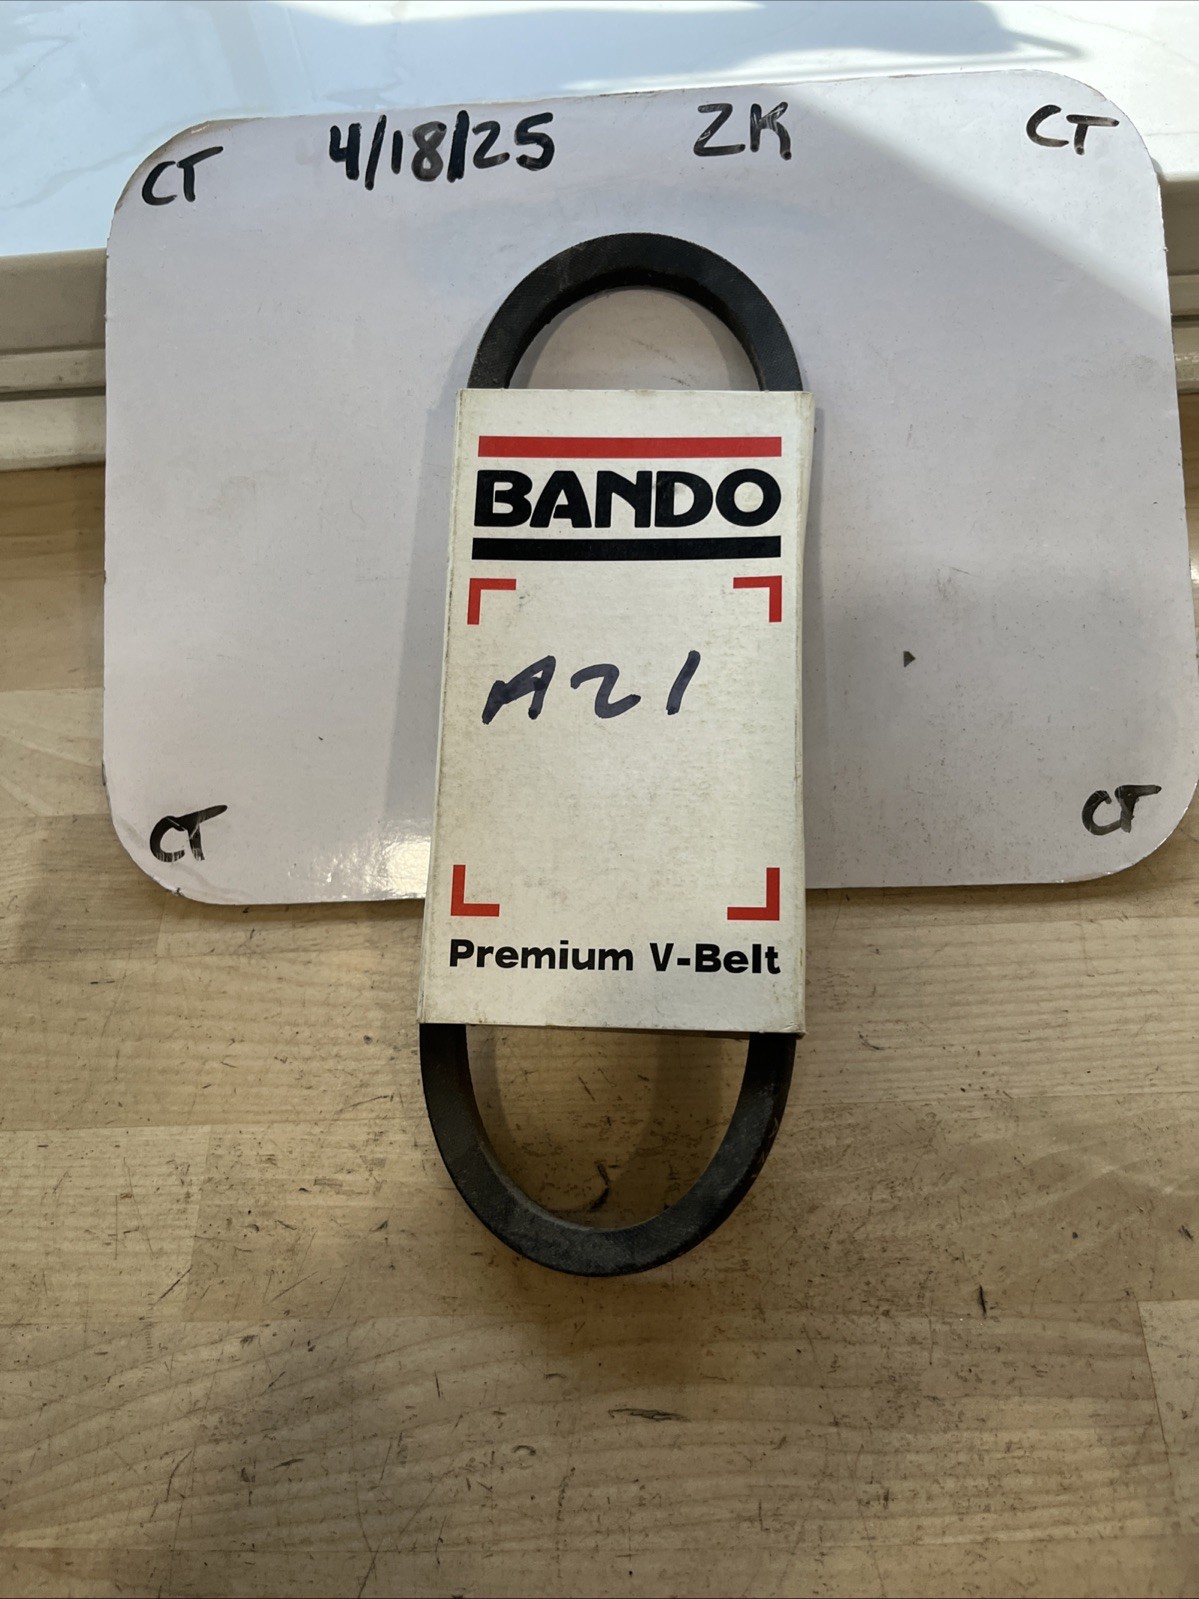 CT 4/18/25 ZK CT
BANDO
A21
CT CT
Premium V-Belt